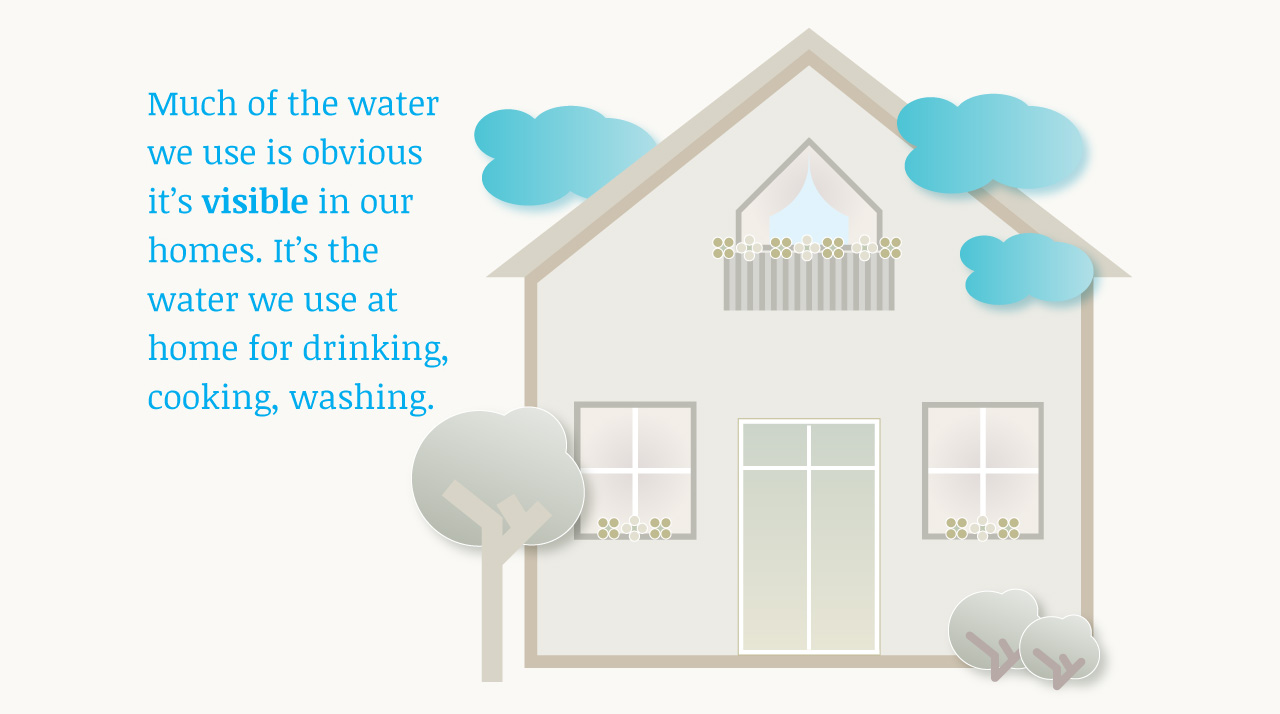 Much of the water
we use is obvious
it’s visible in our
homes. It’s the
water we use at
home for drinking,
cooking, washing.